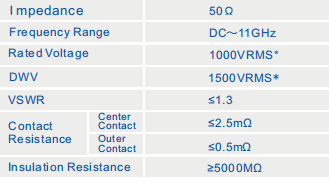 Impedance 50Ω
Frequency Range DC～11GHz
Rated Voltage 1000VRMS*
DWV 1500VRMS*
VSWR ≤1.3
Contact Resistance Center Contact ≤2.5mΩ
Outer Contact ≤0.5mΩ
Insulation Resistance ≥5000MΩ